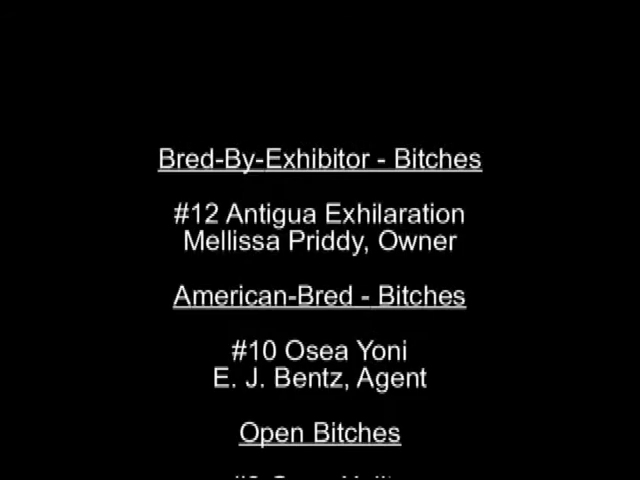 Bred-By-Exhibitor - Bitches
#12 Antigua Exhilaration
Mellissa Priddy, Owner
American-Bred - Bitches
#10 Osea Yoni
E. J. Bentz, Agent
Open Bitches